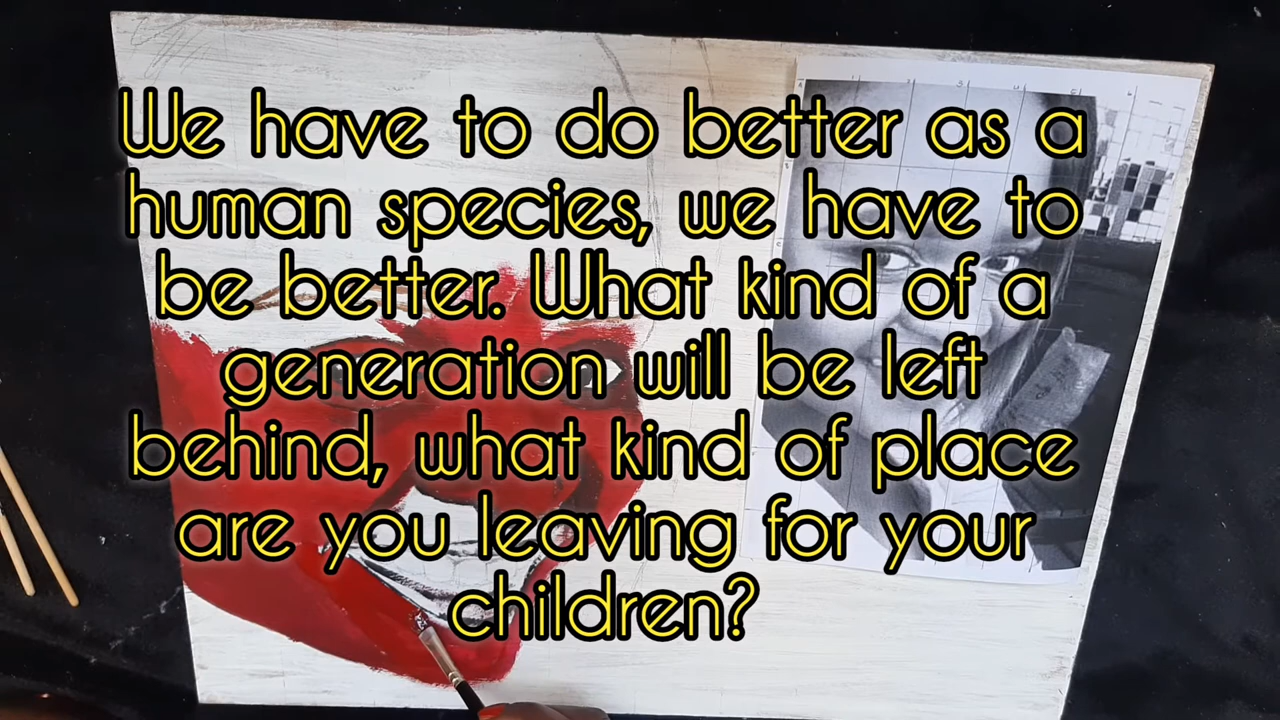 We have to do better as a
human species, we have to
be better. What kind of a
generation will be left
behind, what kind of place
are you leaving for your
children?